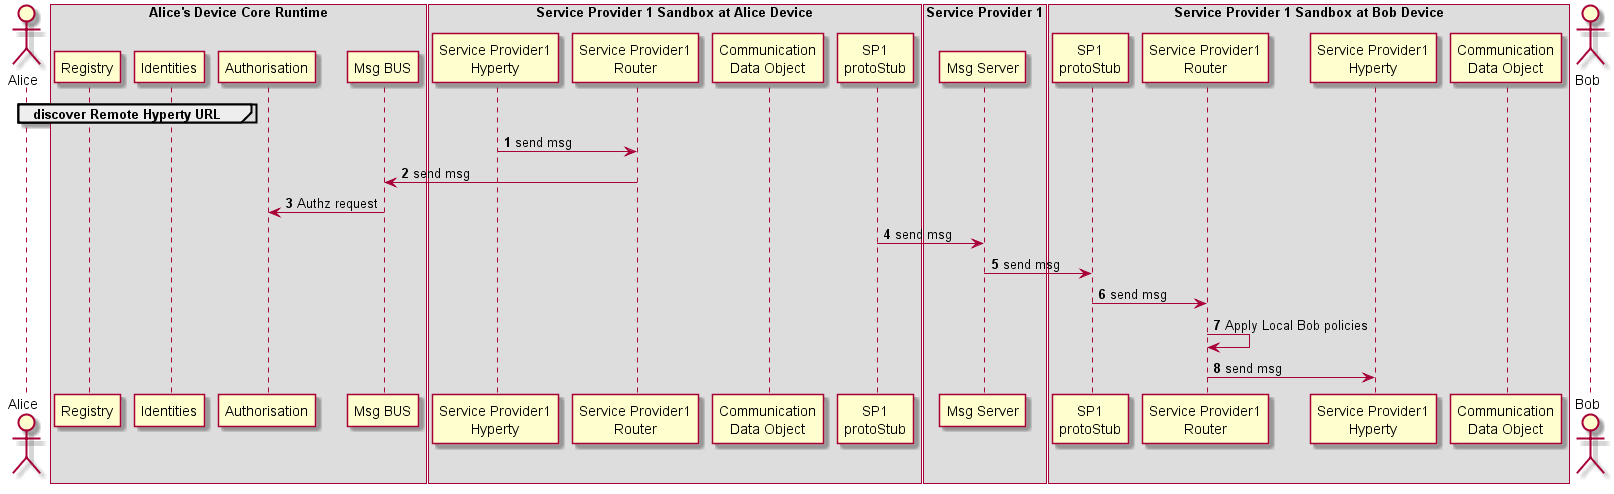 Alice's Device Core Runtime
Service Provider 1 Sandbox at Alice Device
Service Provider 1
Service Provider 1 Sandbox at Bob Device
Alice
Registry
Identities
Authorisation
Msg BUS
Service Provider1
Hyperty
Service Provider1
Router
Communication
Data Object
SP1
protoStub
Msg Server
SP1
protoStub
Service Provider1
Router
Service Provider1
Hyperty
Communication
Data Object
Bob
discover Remote Hyperty URL
1 send msg
2 send msg
3 Authz request
4 send msg
5 send msg
6 send msg
7 Apply Local Bob policies
8 send msg
Alice
Registry
Identities
Authorisation
Msg BUS
Service Provider1
Hyperty
Service Provider1
Router
Communication
Data Object
SP1
protoStub
Msg Server
SP1
protoStub
Service Provider1
Router
Service Provider1
Hyperty
Communication
Data Object
Bob